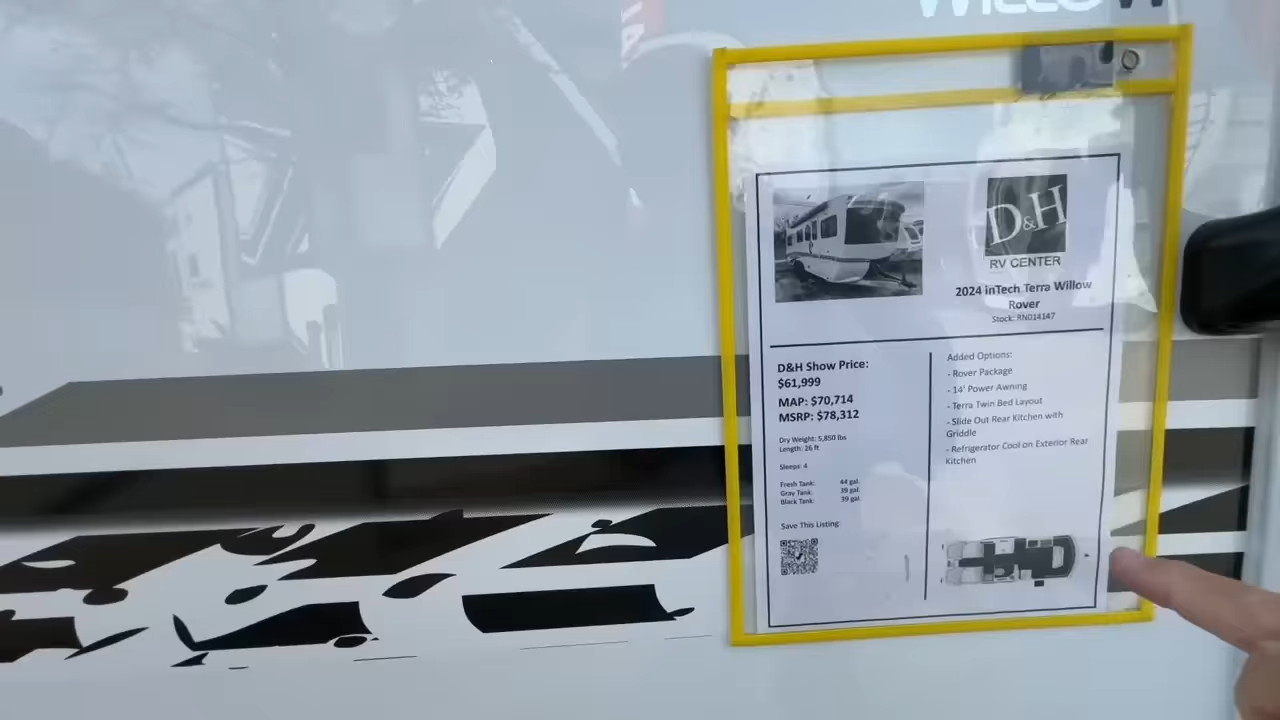 WILLOW
D&H
RV CENTER
2024 inTech Terra Willow
Rover
Stock: RN014147
D&H Show Price:
$61,999
MAP: $70,714
MSRP: $78,312
Dry Weight: 5,850 lbs
Length: 26 ft
Sleeps: 4
Fresh Tank: 44 gal.
Gray Tank: 39 gal.
Black Tank: 39 gal.
Save This Listing:
Added Options:
- Rover Package
- 14' Power Awning
- Terra Twin Bed Layout
- Slide Out Rear Kitchen with
Griddle
- Refrigerator Cool on Exterior Rear
Kitchen